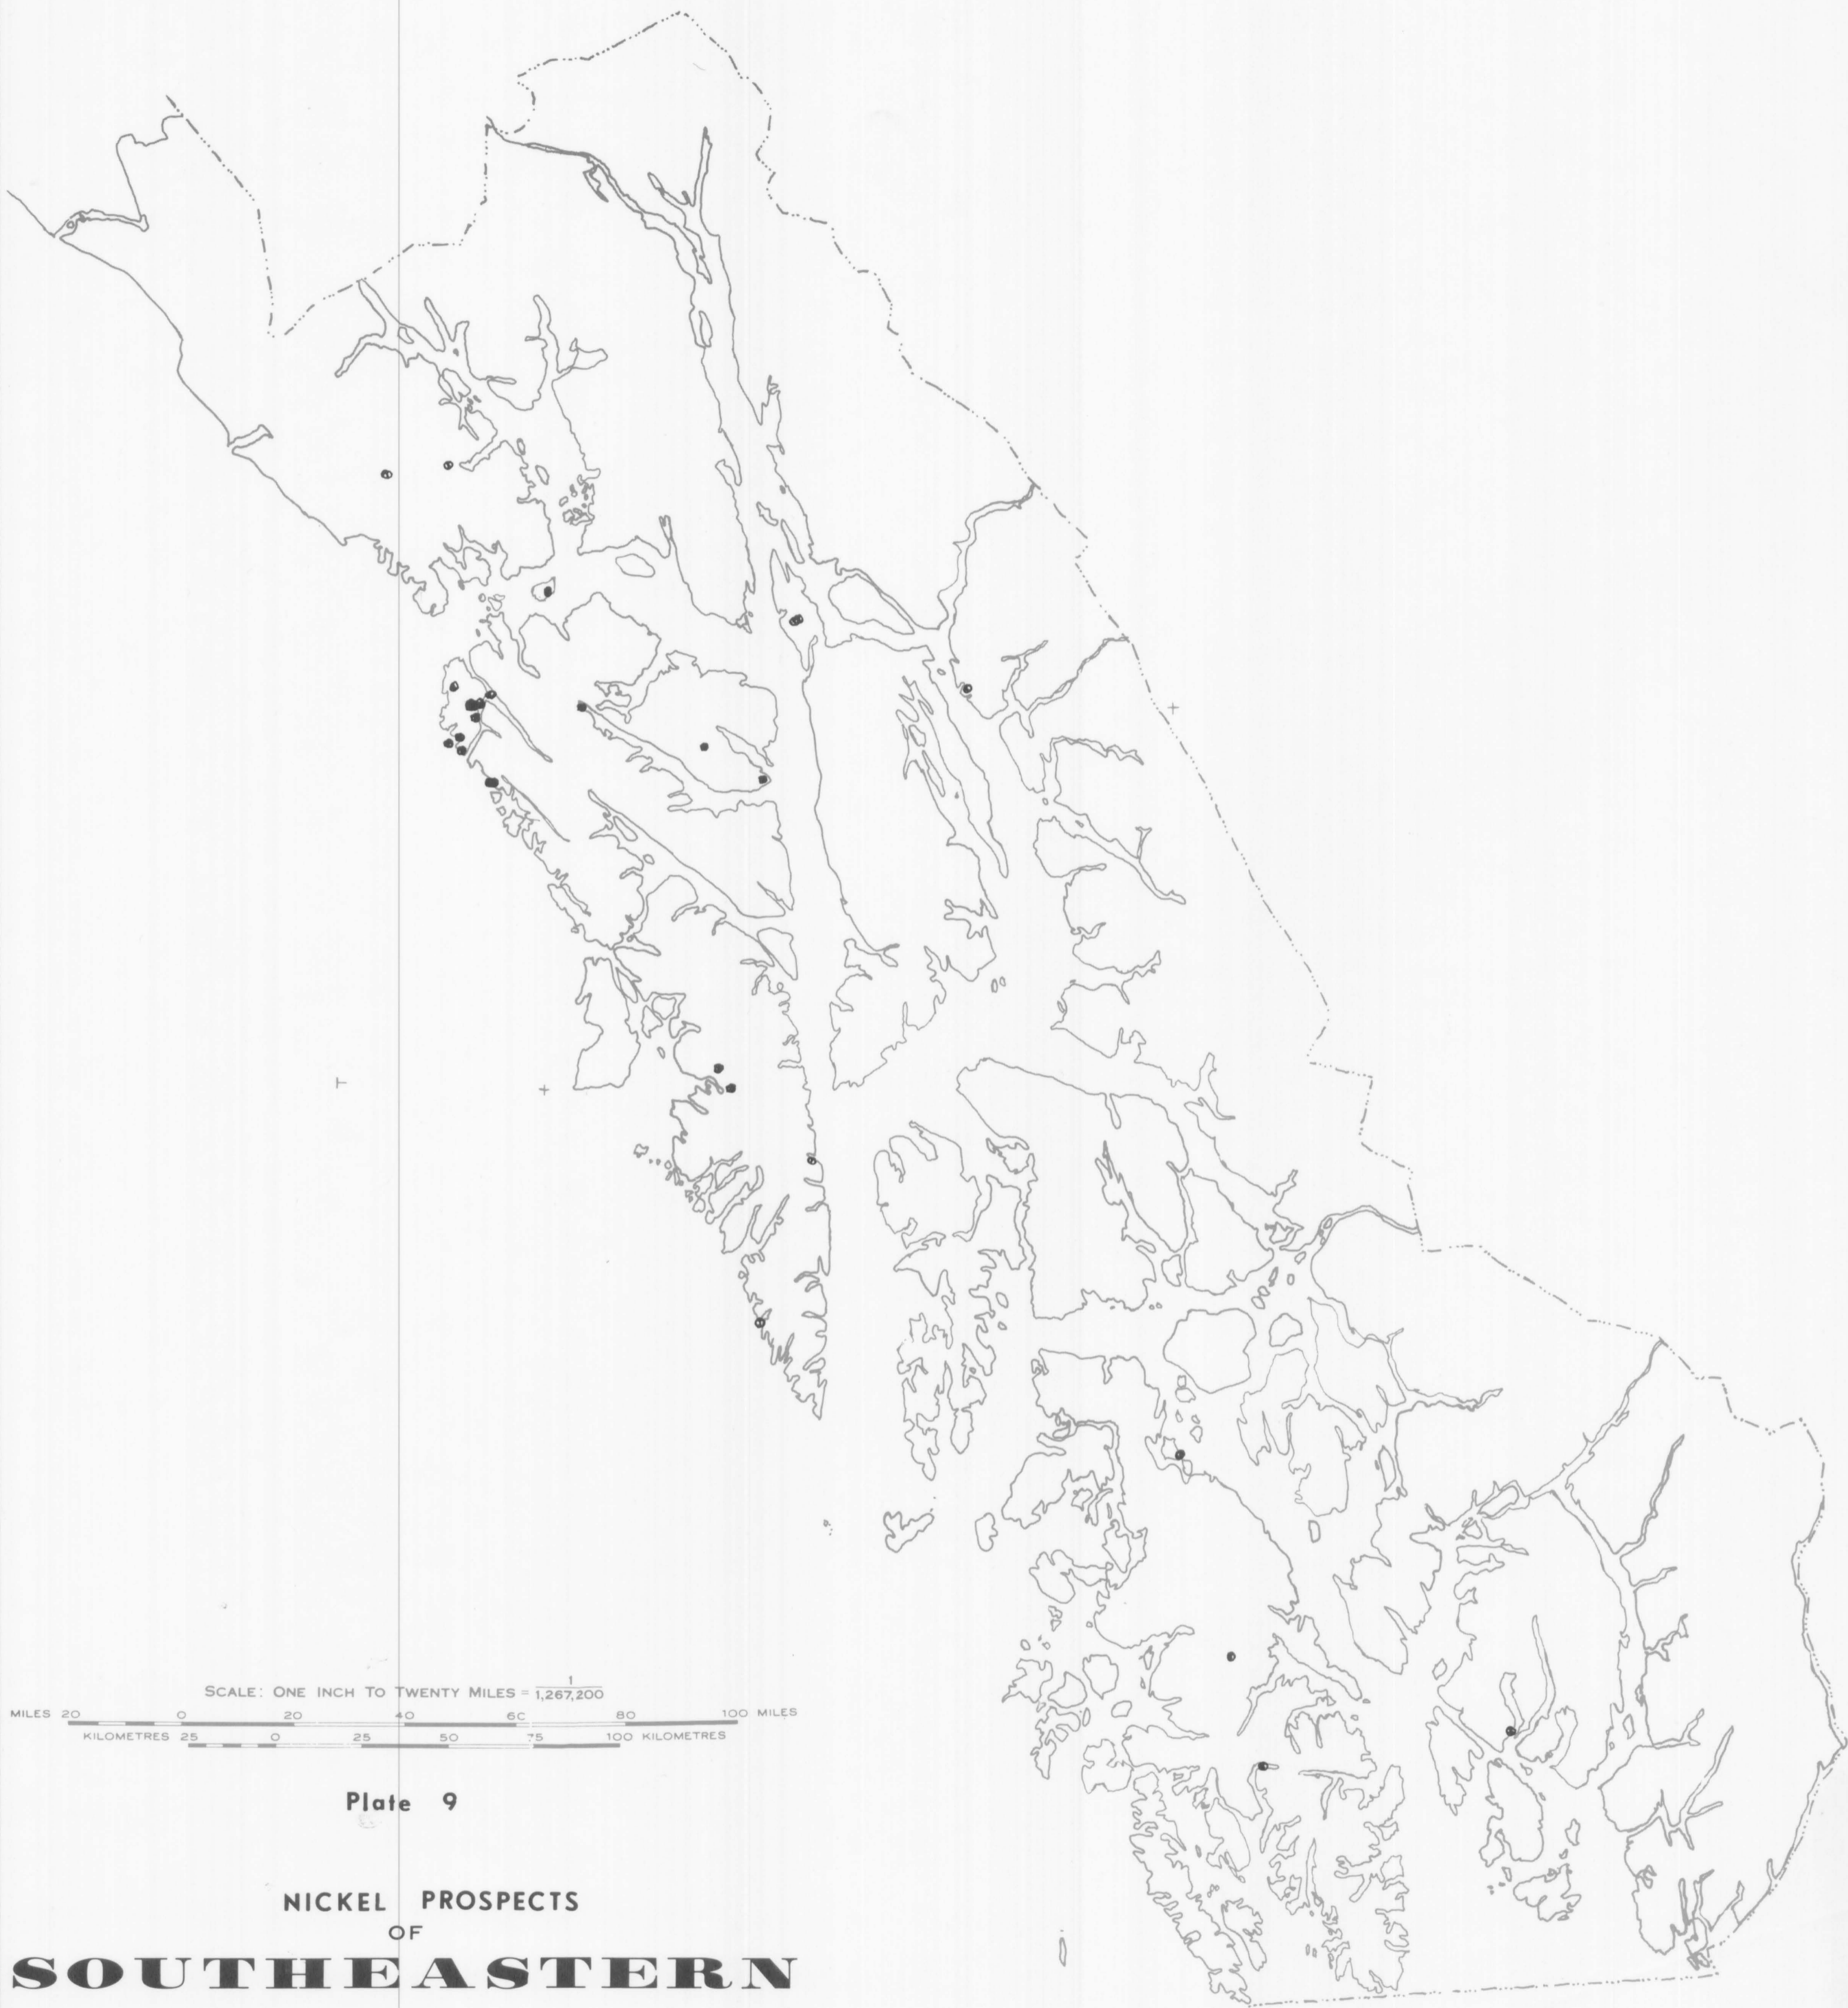 SCALE: ONE INCH TO TWENTY MILES = 1/1,267,200
MILES 20 0 20 40 6C 80 100 MILES
KILOMETRES 25 0 25 50 75 100 KILOMETRES
Plate 9
NICKEL PROSPECTS
OF
SOUTHEASTERN